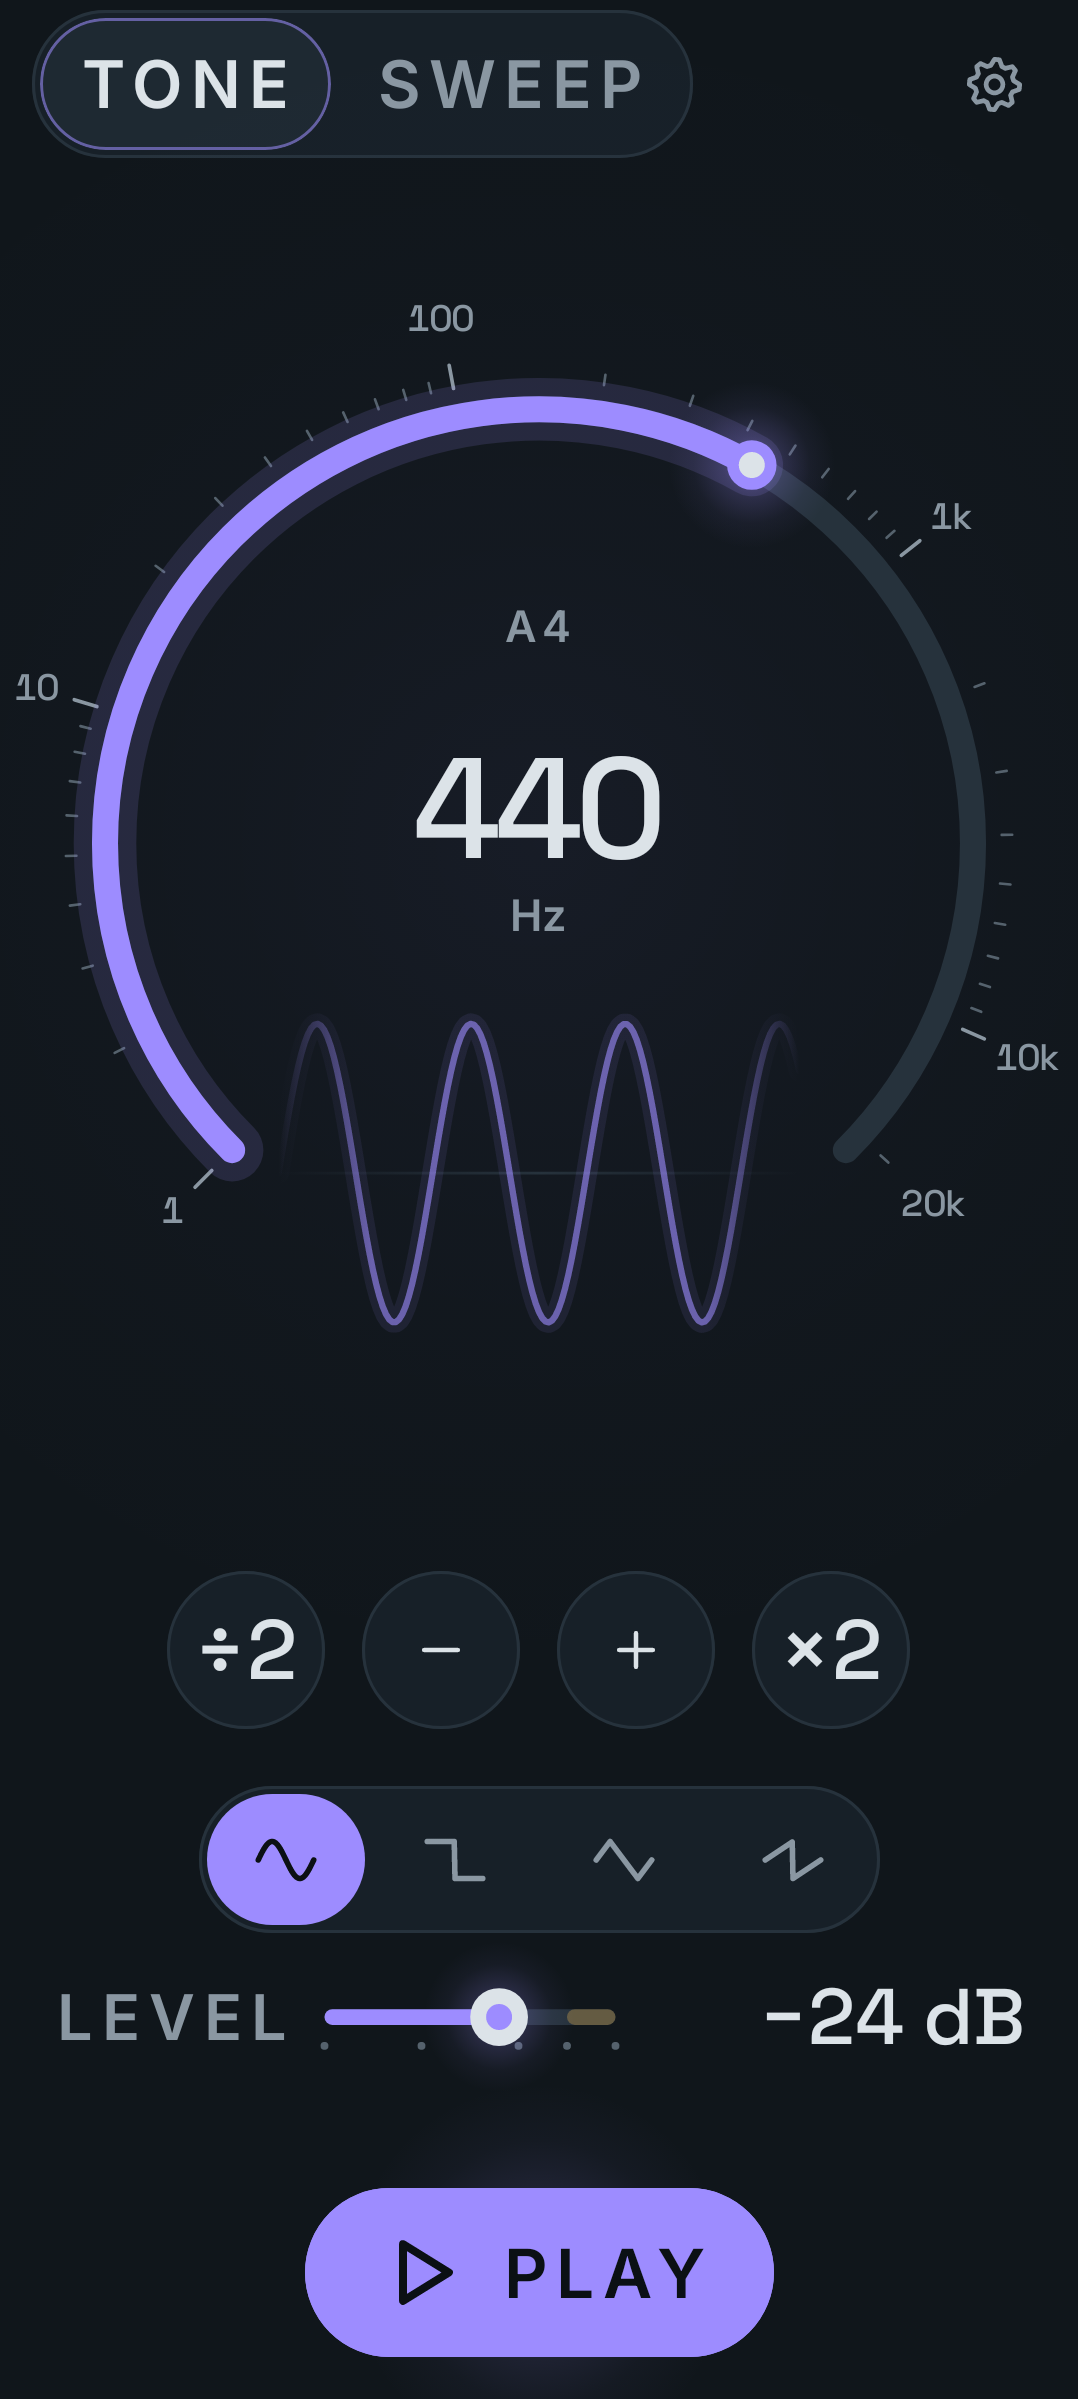 TONE SWEEP
100
1k
A4
10
440
Hz
10k
1
20k
÷2 − + ×2
LEVEL −24 dB
PLAY